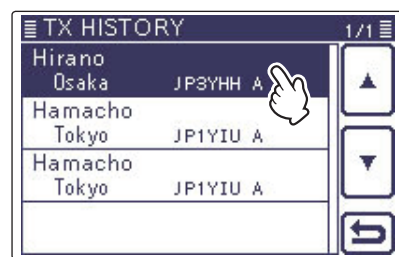 TX HISTORY 1/1
Hirano
Osaka JP3YHH A
Hamacho
Tokyo JP1YIU A
Hamacho
Tokyo JP1YIU A